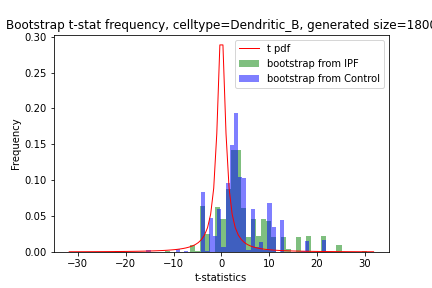 Bootstrap t-stat frequency, celltype=Dendritic_B, generated size=1800
t pdf
bootstrap from IPF
bootstrap from Control
Frequency
0.30
0.25
0.20
0.15
0.10
0.05
0.00
−30
−20
−10
0
10
20
30
t-statistics